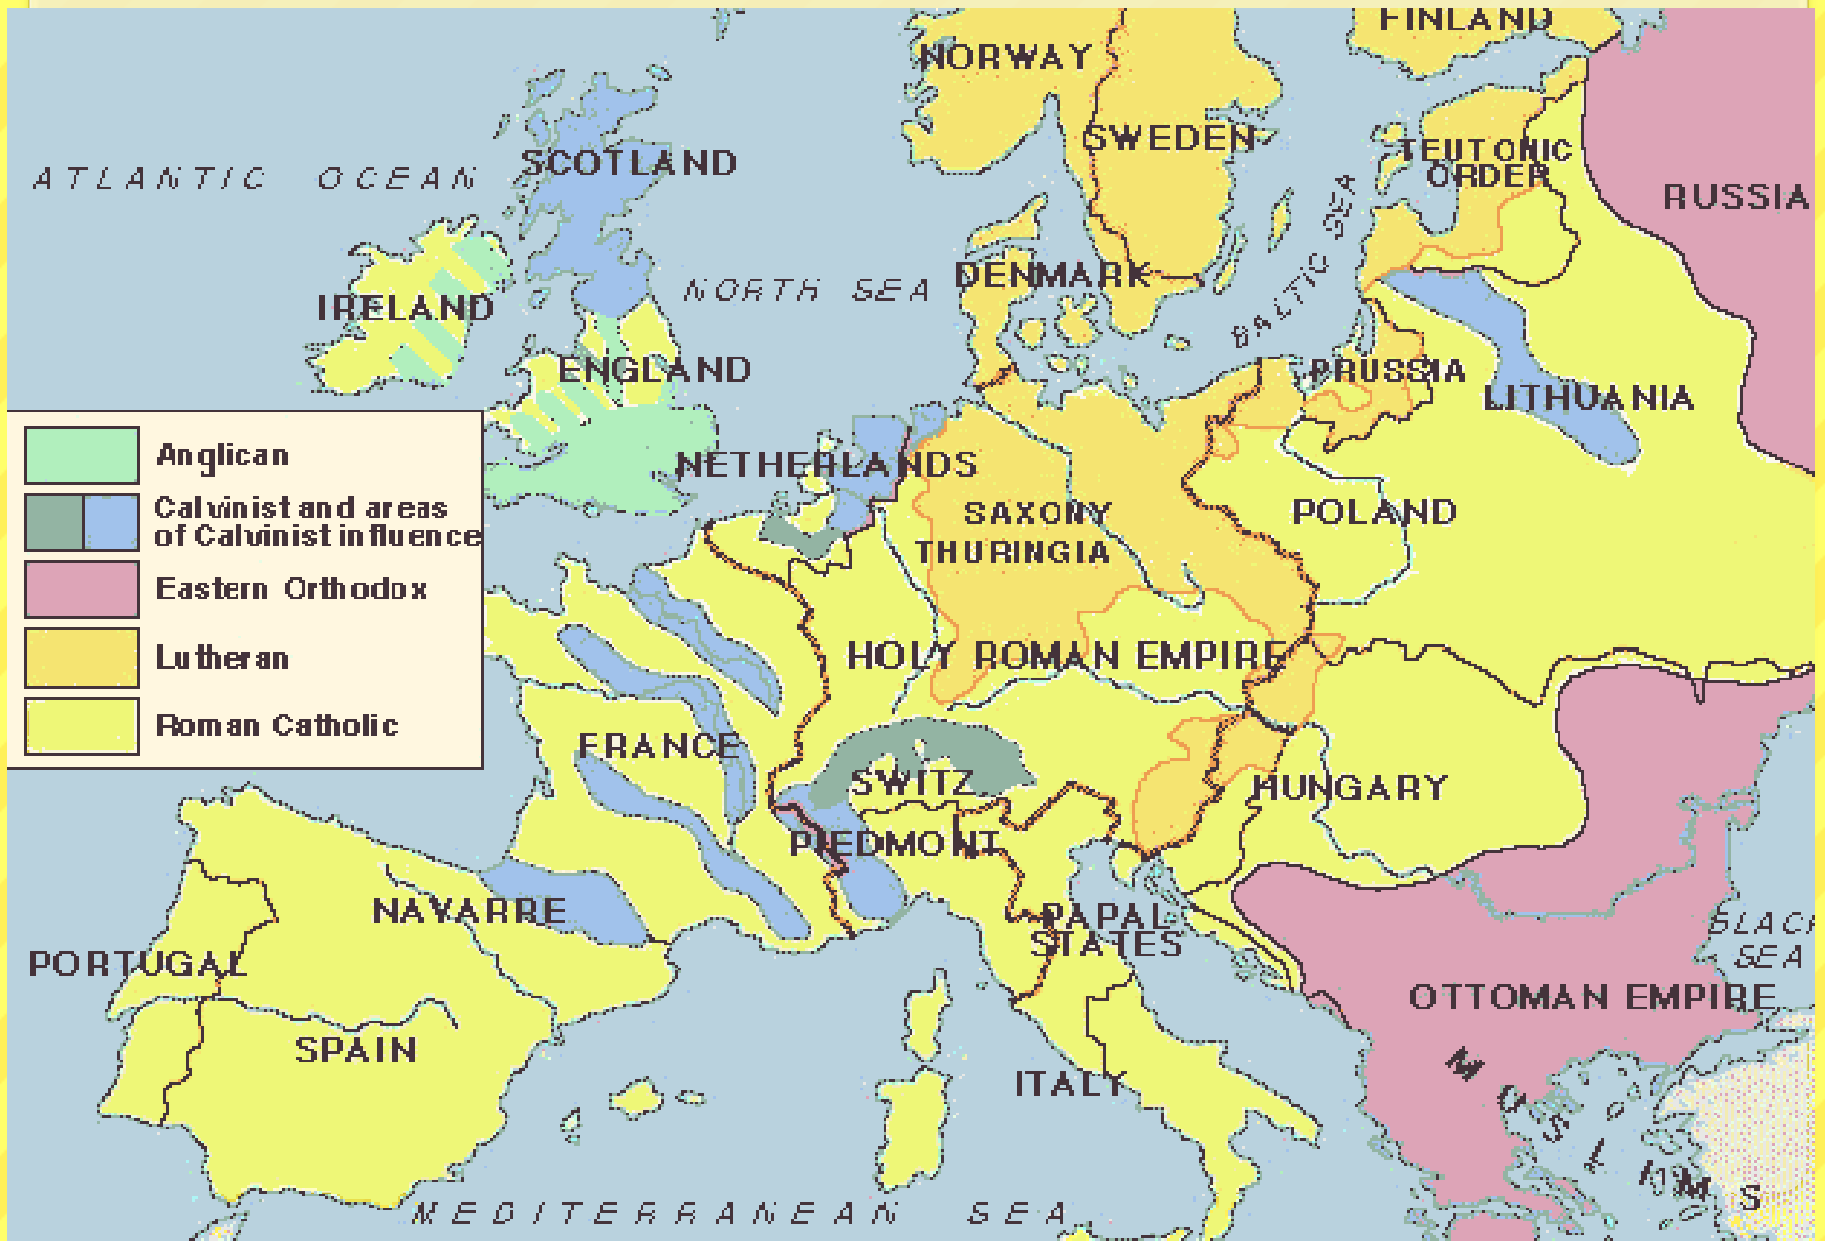 FINLAND
NORWAY
SWEDEN
TEUTONIC
ORDER
RUSSIA
ATLANTIC OCEAN
SCOTLAND
BALTIC SEA
DENMARK
NORTH SEA
IRELAND
ENGLAND
PRUSSIA
LITHUANIA
NETHERLANDS
SAXONY
THURINGIA
POLAND
Anglican
Calvinist and areas
of Calvinist influence
Eastern Orthodox
Lutheran
Roman Catholic
HOLY ROMAN EMPIRE
FRANCE
SWITZ
HUNGARY
PIEDMONT
NAVARRE
PAPAL
STATES
BLACK
SEA
PORTUGAL
OTTOMAN EMPIRE
SPAIN
ITALY
MOSLIMS
MEDITERRANEAN SEA